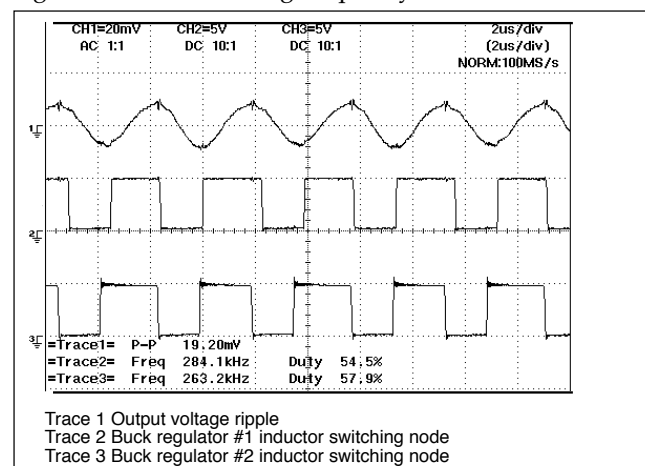 CH1=20mV CH2=5V CH3=5V 2us/div
AC 1:1 DC 10:1 DC 10:1 (2us/div)
NORM:100MS/s
1
2
3
=Trace1= P-P 19.20mV
=Trace2= Freq 284.1kHz Duty 54.5%
=Trace3= Freq 263.2kHz Duty 57.9%
Trace 1 Output voltage ripple
Trace 2 Buck regulator #1 inductor switching node
Trace 3 Buck regulator #2 inductor switching node